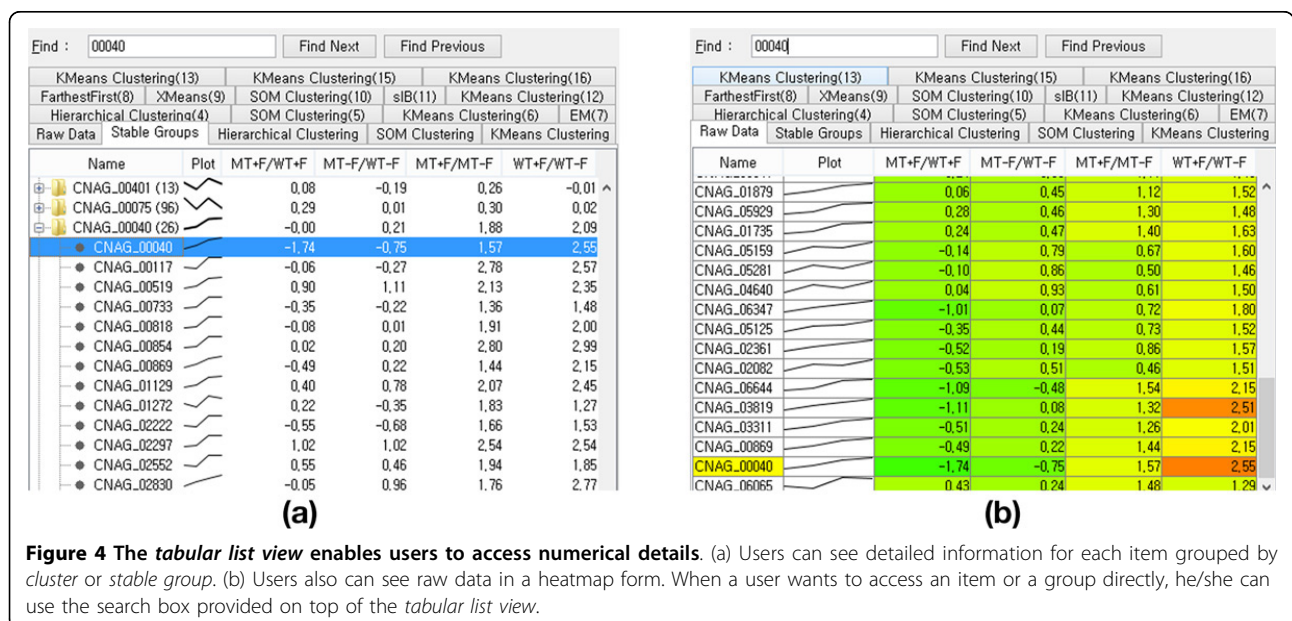 Find : 00040 Find Next Find Previous
KMeans Clustering(13) KMeans Clustering(15) KMeans Clustering(16)
FarthestFirst(8) XMeans(9) SOM Clustering(10) sIB(11) KMeans Clustering(12)
Hierarchical Clustering(4) SOM Clustering(5) KMeans Clustering(6) EM(7)
Raw Data Stable Groups Hierarchical Clustering SOM Clustering KMeans Clustering
Name Plot MT+F/WT+F MT-F/WT-F MT+F/MT-F WT+F/WT-F
CNAG_00401 (13) 0,08 -0,19 0,26 -0,01
CNAG_00075 (96) 0,29 0,01 0,30 0,02
CNAG_00040 (26) -0,00 0,21 1,88 2,09
CNAG_00040 -1,74 -0,75 1,57 2,55
CNAG_00117 -0,06 -0,27 2,78 2,57
CNAG_00519 0,90 1,11 2,13 2,35
CNAG_00733 -0,35 -0,22 1,36 1,48
CNAG_00818 -0,08 0,01 1,91 2,00
CNAG_00854 0,02 0,20 2,80 2,99
CNAG_00869 -0,49 0,22 1,44 2,15
CNAG_01129 0,40 0,78 2,07 2,45
CNAG_01272 0,22 -0,35 1,83 1,27
CNAG_02222 -0,55 -0,68 1,66 1,53
CNAG_02297 1,02 1,02 2,54 2,54
CNAG_02552 0,55 0,46 1,94 1,85
CNAG_02830 -0,05 0,96 1,76 2,77
(a)
Find : 00040 Find Next Find Previous
KMeans Clustering(13) KMeans Clustering(15) KMeans Clustering(16)
FarthestFirst(8) XMeans(9) SOM Clustering(10) sIB(11) KMeans Clustering(12)
Hierarchical Clustering(4) SOM Clustering(5) KMeans Clustering(6) EM(7)
Raw Data Stable Groups Hierarchical Clustering SOM Clustering KMeans Clustering
Name Plot MT+F/WT+F MT-F/WT-F MT+F/MT-F WT+F/WT-F
CNAG_01879 0,06 0,45 1,12 1,52
CNAG_05929 0,28 0,46 1,30 1,48
CNAG_01735 0,24 0,47 1,40 1,63
CNAG_05159 -0,14 0,79 0,67 1,60
CNAG_05281 -0,10 0,86 0,50 1,46
CNAG_04640 0,04 0,93 0,61 1,50
CNAG_06347 -1,01 0,07 0,72 1,80
CNAG_05125 -0,35 0,44 0,73 1,52
CNAG_02361 -0,52 0,19 0,86 1,57
CNAG_02082 -0,53 0,51 0,46 1,51
CNAG_06644 -1,09 -0,48 1,54 2,15
CNAG_03819 -1,11 0,08 1,32 2,51
CNAG_03311 -0,51 0,24 1,26 2,01
CNAG_00869 -0,49 0,22 1,44 2,15
CNAG_00040 -1,74 -0,75 1,57 2,55
CNAG_06065 0,43 0,24 1,48 1,29
(b)
Figure 4 The tabular list view enables users to access numerical details. (a) Users can see detailed information for each item grouped by
cluster or stable group. (b) Users also can see raw data in a heatmap form. When a user wants to access an item or a group directly, he/she can
use the search box provided on top of the tabular list view.